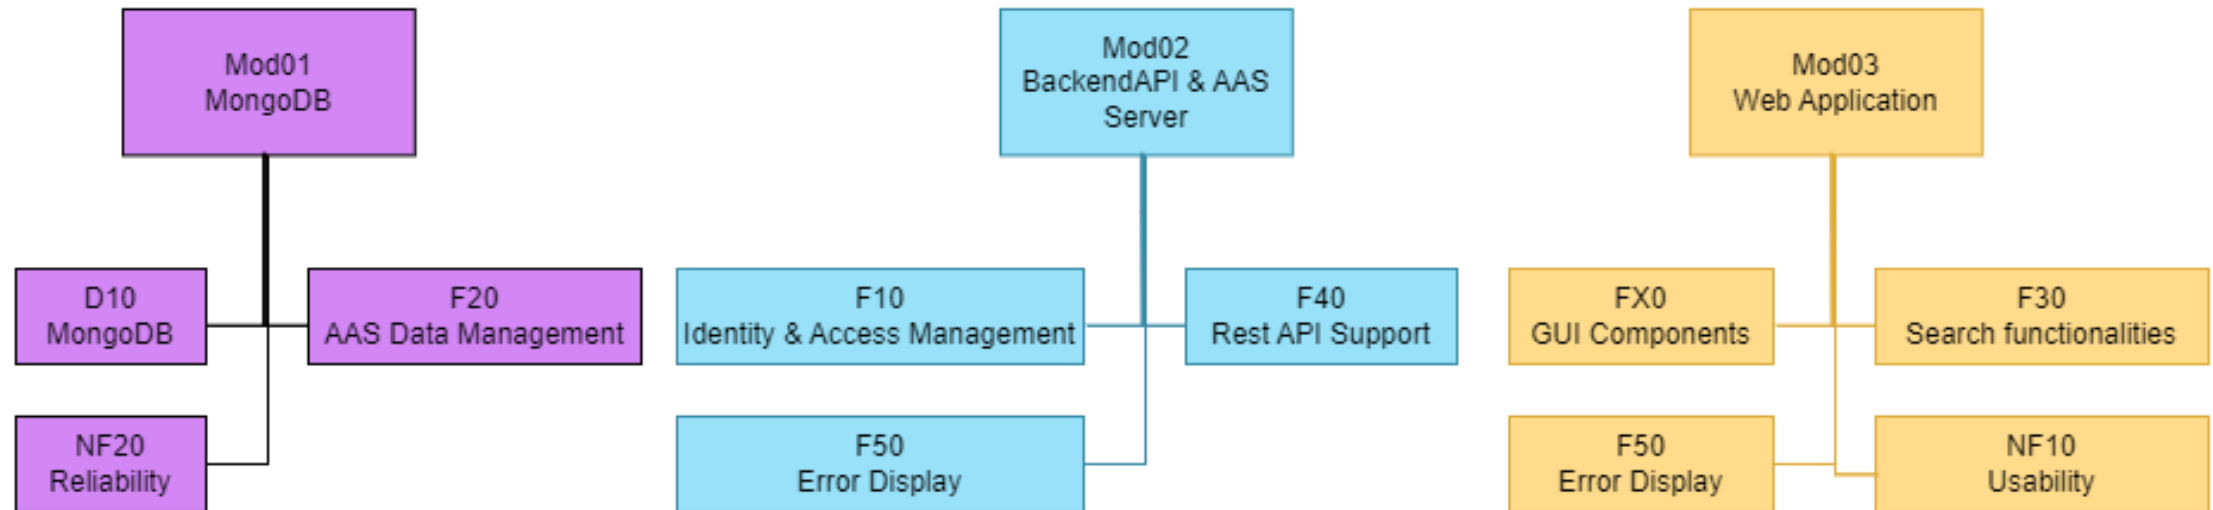 Mod01
MongoDB
Mod02
BackendAPI & AAS
Server
Mod03
Web Application
D10
MongoDB
F20
AAS Data Management
F10
Identity & Access Management
F40
Rest API Support
FX0
GUI Components
F30
Search functionalities
NF20
Reliability
F50
Error Display
F50
Error Display
NF10
Usability